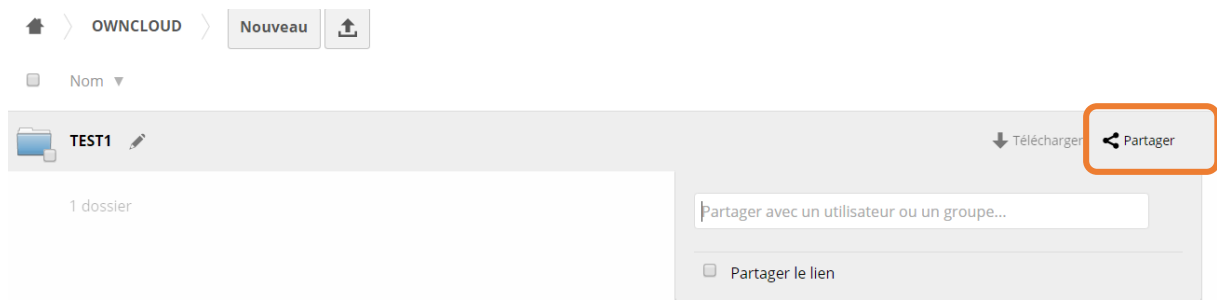 OWNCLOUD Nouveau
Nom
TEST1 Télécharger Partager
1 dossier
Partager avec un utilisateur ou un groupe...
Partager le lien